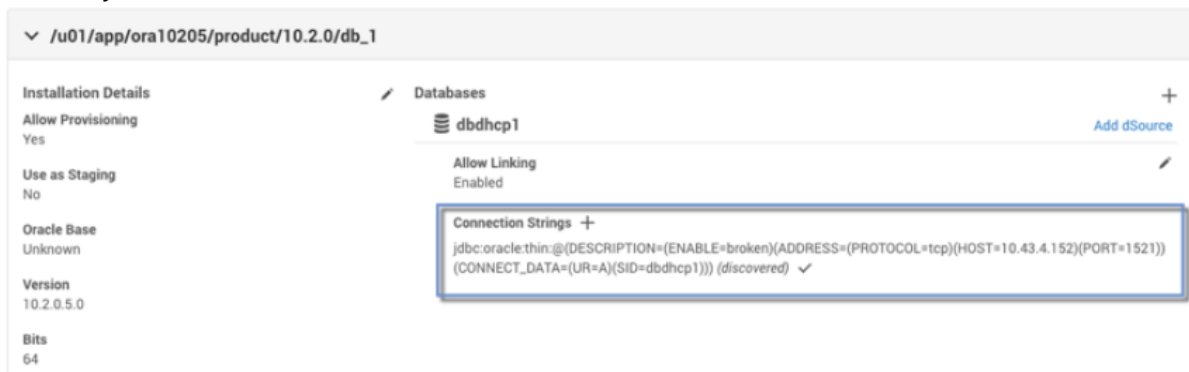 /u01/app/ora10205/product/10.2.0/db_1
Installation Details
Allow Provisioning
Yes
Use as Staging
No
Oracle Base
Unknown
Version
10.2.0.5.0
Bits
64
Databases
dbdhcp1
Add dSource
Allow Linking
Enabled
Connection Strings
jdbc:oracle:thin:@(DESCRIPTION=(ENABLE=broken)(ADDRESS=(PROTOCOL=tcp)(HOST=10.43.4.152)(PORT=1521))
(CONNECT_DATA=(UR=A)(SID=dbdhcp1))) (discovered)